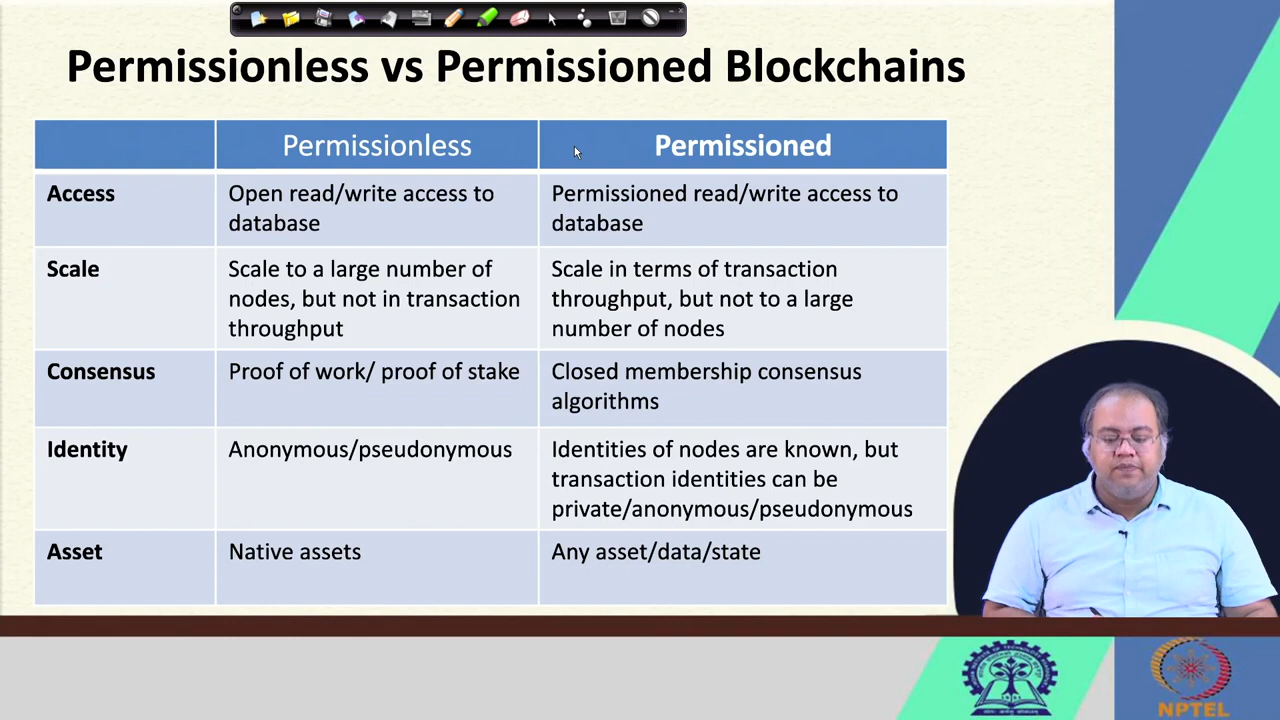 Permissionless vs Permissioned Blockchains
Permissionless
Permissioned
Access
Open read/write access to
database
Permissioned read/write access to
database
Scale
Scale to a large number of
nodes, but not in transaction
throughput
Scale in terms of transaction
throughput, but not to a large
number of nodes
Consensus
Proof of work/ proof of stake
Closed membership consensus
algorithms
Identity
Anonymous/pseudonymous
Identities of nodes are known, but
transaction identities can be
private/anonymous/pseudonymous
Asset
Native assets
Any asset/data/state
NPTEL